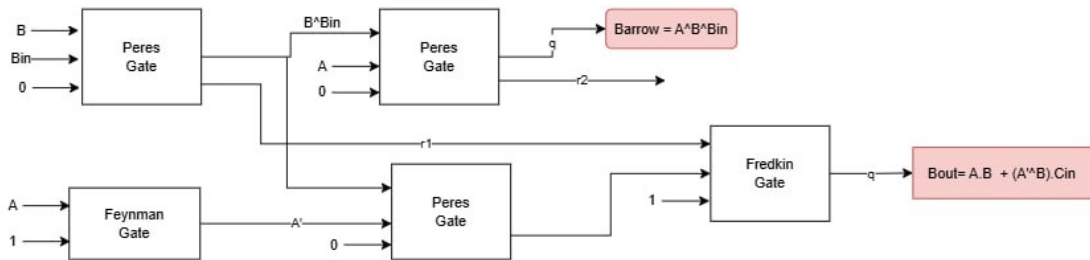 B
Bin
0
Peres
Gate
B^Bin
A
0
Peres
Gate
q
Barrow = A^B^Bin
r2
r1
A
1
Feynman
Gate
A'
0
Peres
Gate
1
Fredkin
Gate
q
Bout= A.B + (A'^B).Cin